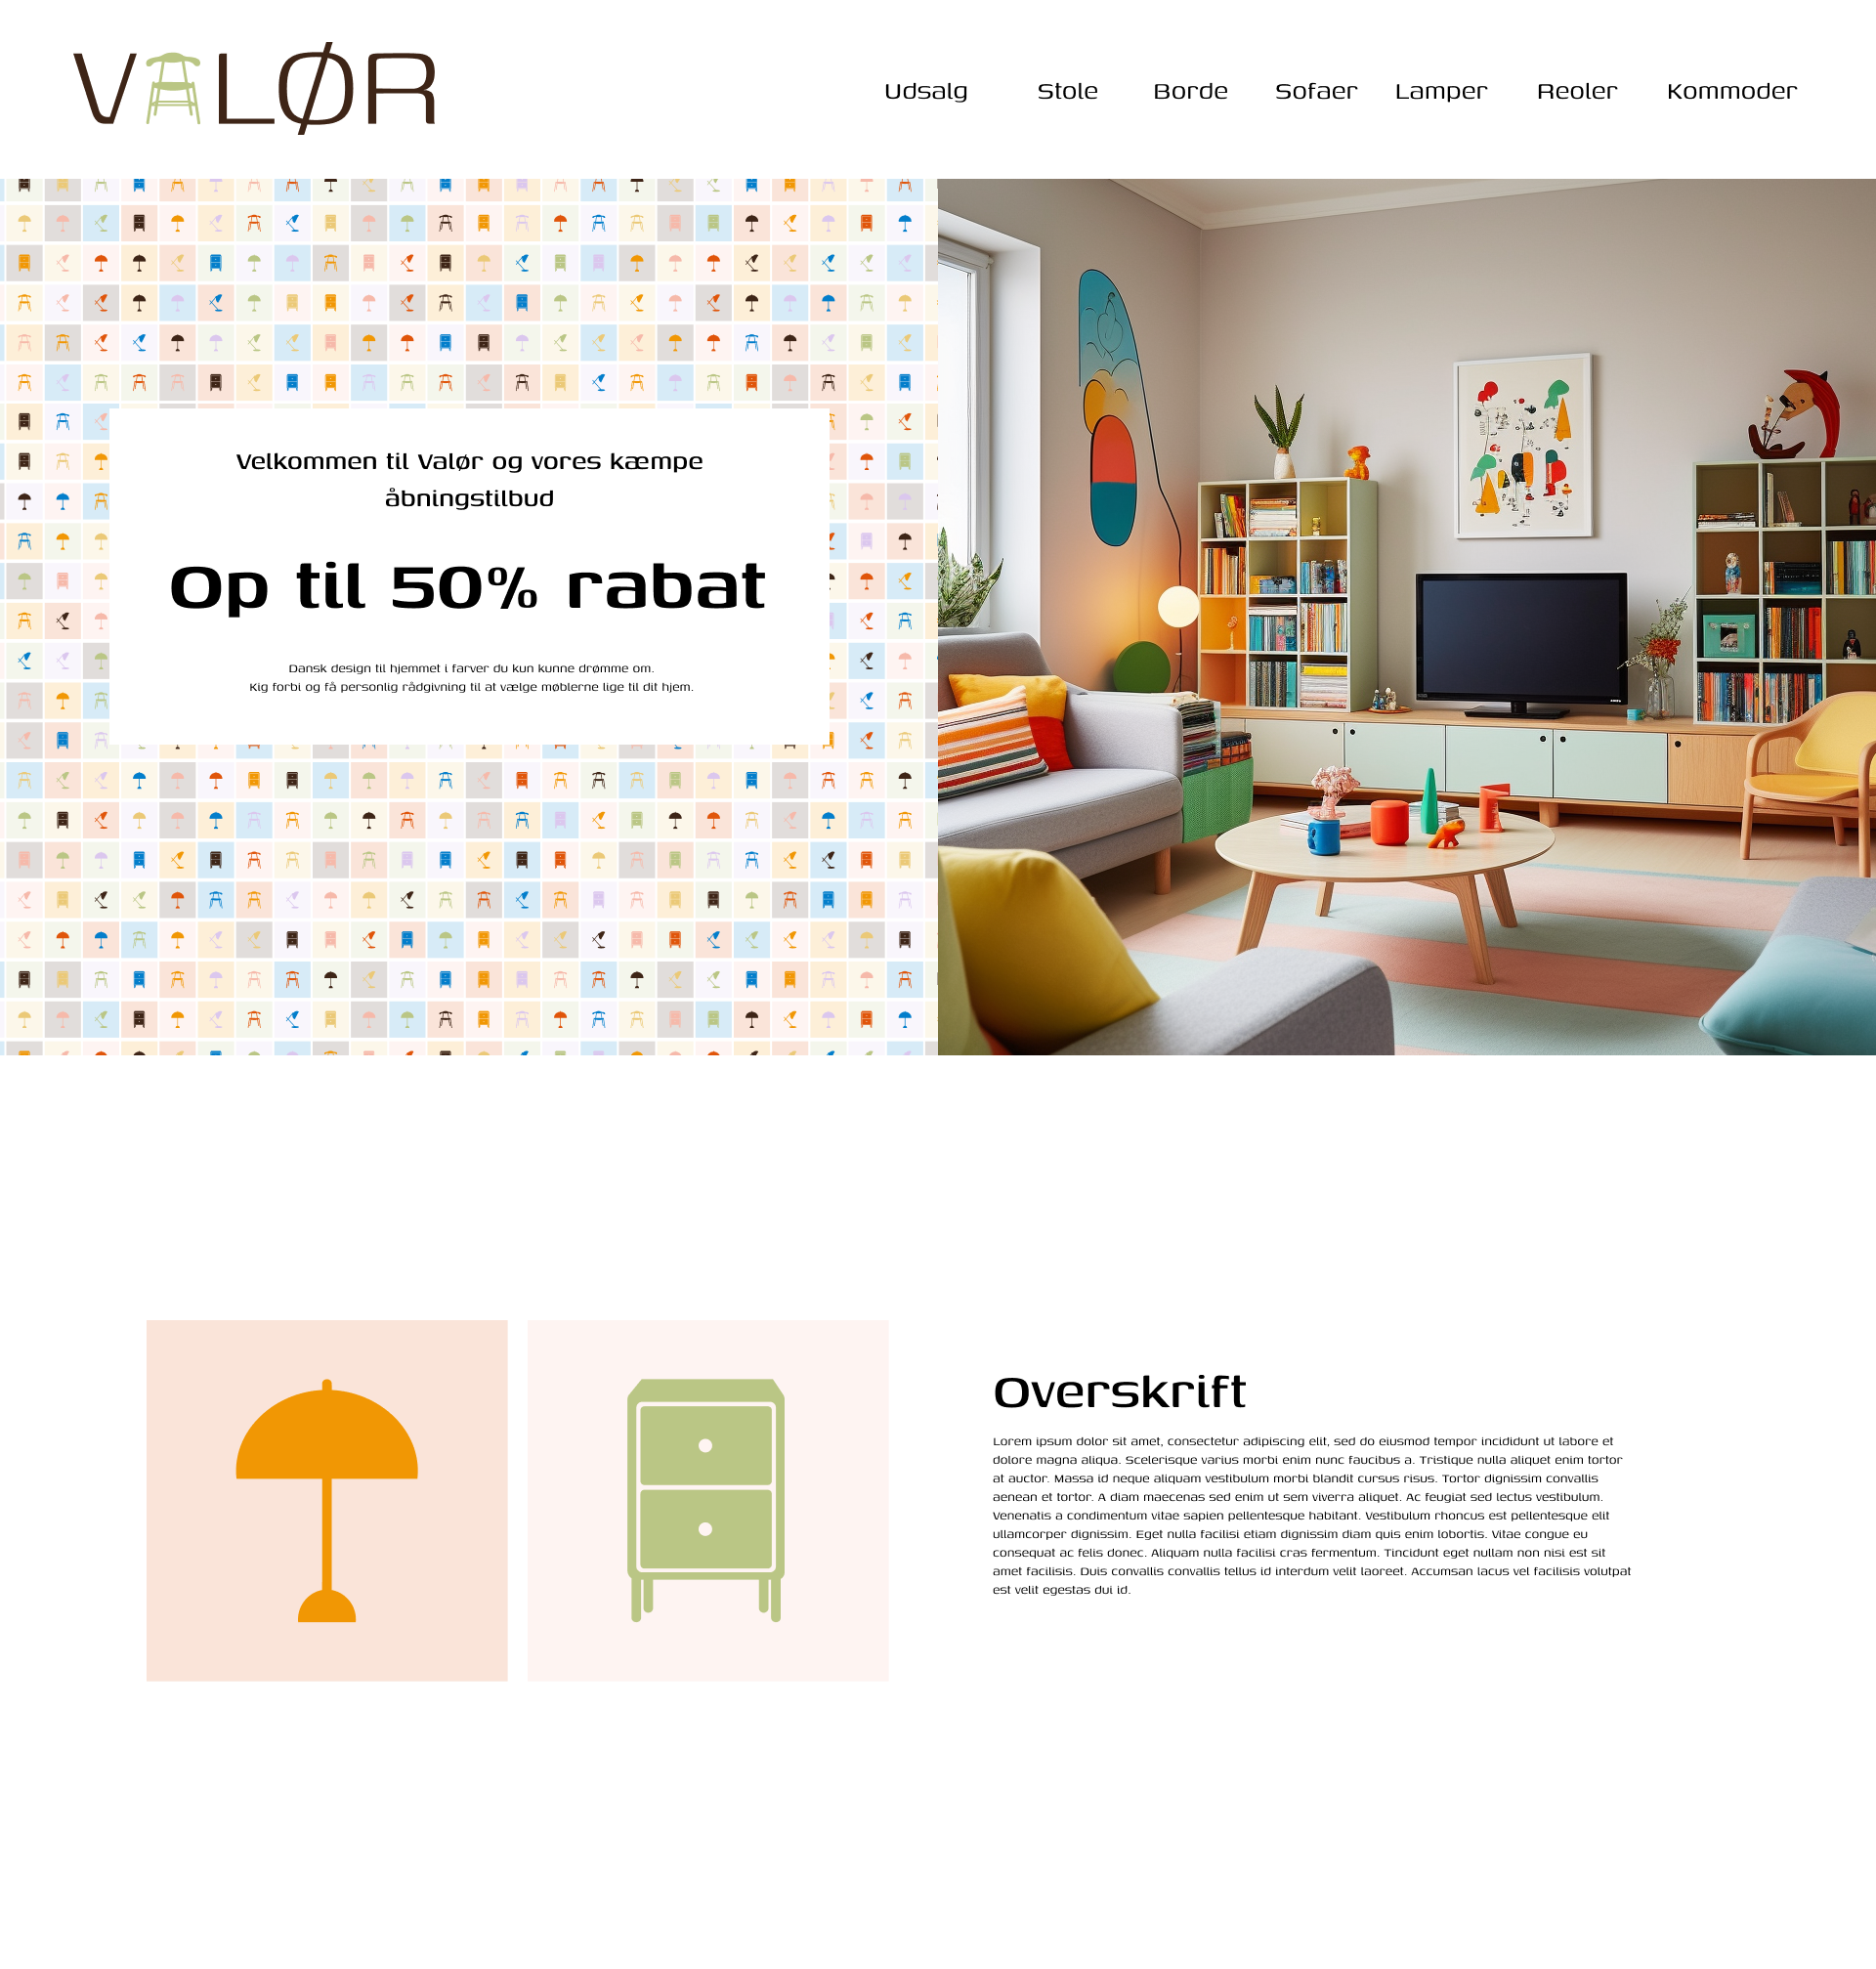 VALØR
Udsalg Stole Borde Sofaer Lamper Reoler Kommoder
Velkommen til Valør og vores kæmpe
åbningstilbud
Op til 50% rabat
Dansk design til hjemmet i farver du kun kunne drømme om.
Kig forbi og få personlig rådgivning til at vælge møblerne lige til dit hjem.
Overskrift
Lorem ipsum dolor sit amet, consectetur adipiscing elit, sed do eiusmod tempor incididunt ut labore et
dolore magna aliqua. Scelerisque varius morbi enim nunc faucibus a. Tristique nulla aliquet enim tortor
at auctor. Massa id neque aliquam vestibulum morbi blandit cursus risus. Tortor dignissim convallis
aenean et tortor. A diam maecenas sed enim ut sem viverra aliquet. Ac feugiat sed lectus vestibulum.
Venenatis a condimentum vitae sapien pellentesque habitant. Vestibulum rhoncus est pellentesque elit
ullamcorper dignissim. Eget nulla facilisi etiam dignissim diam quis enim lobortis. Vitae congue eu
consequat ac felis donec. Aliquam nulla facilisi cras fermentum. Tincidunt eget nullam non nisi est sit
amet facilisis. Duis convallis convallis tellus id interdum velit laoreet. Accumsan lacus vel facilisis volutpat
est velit egestas dui id.